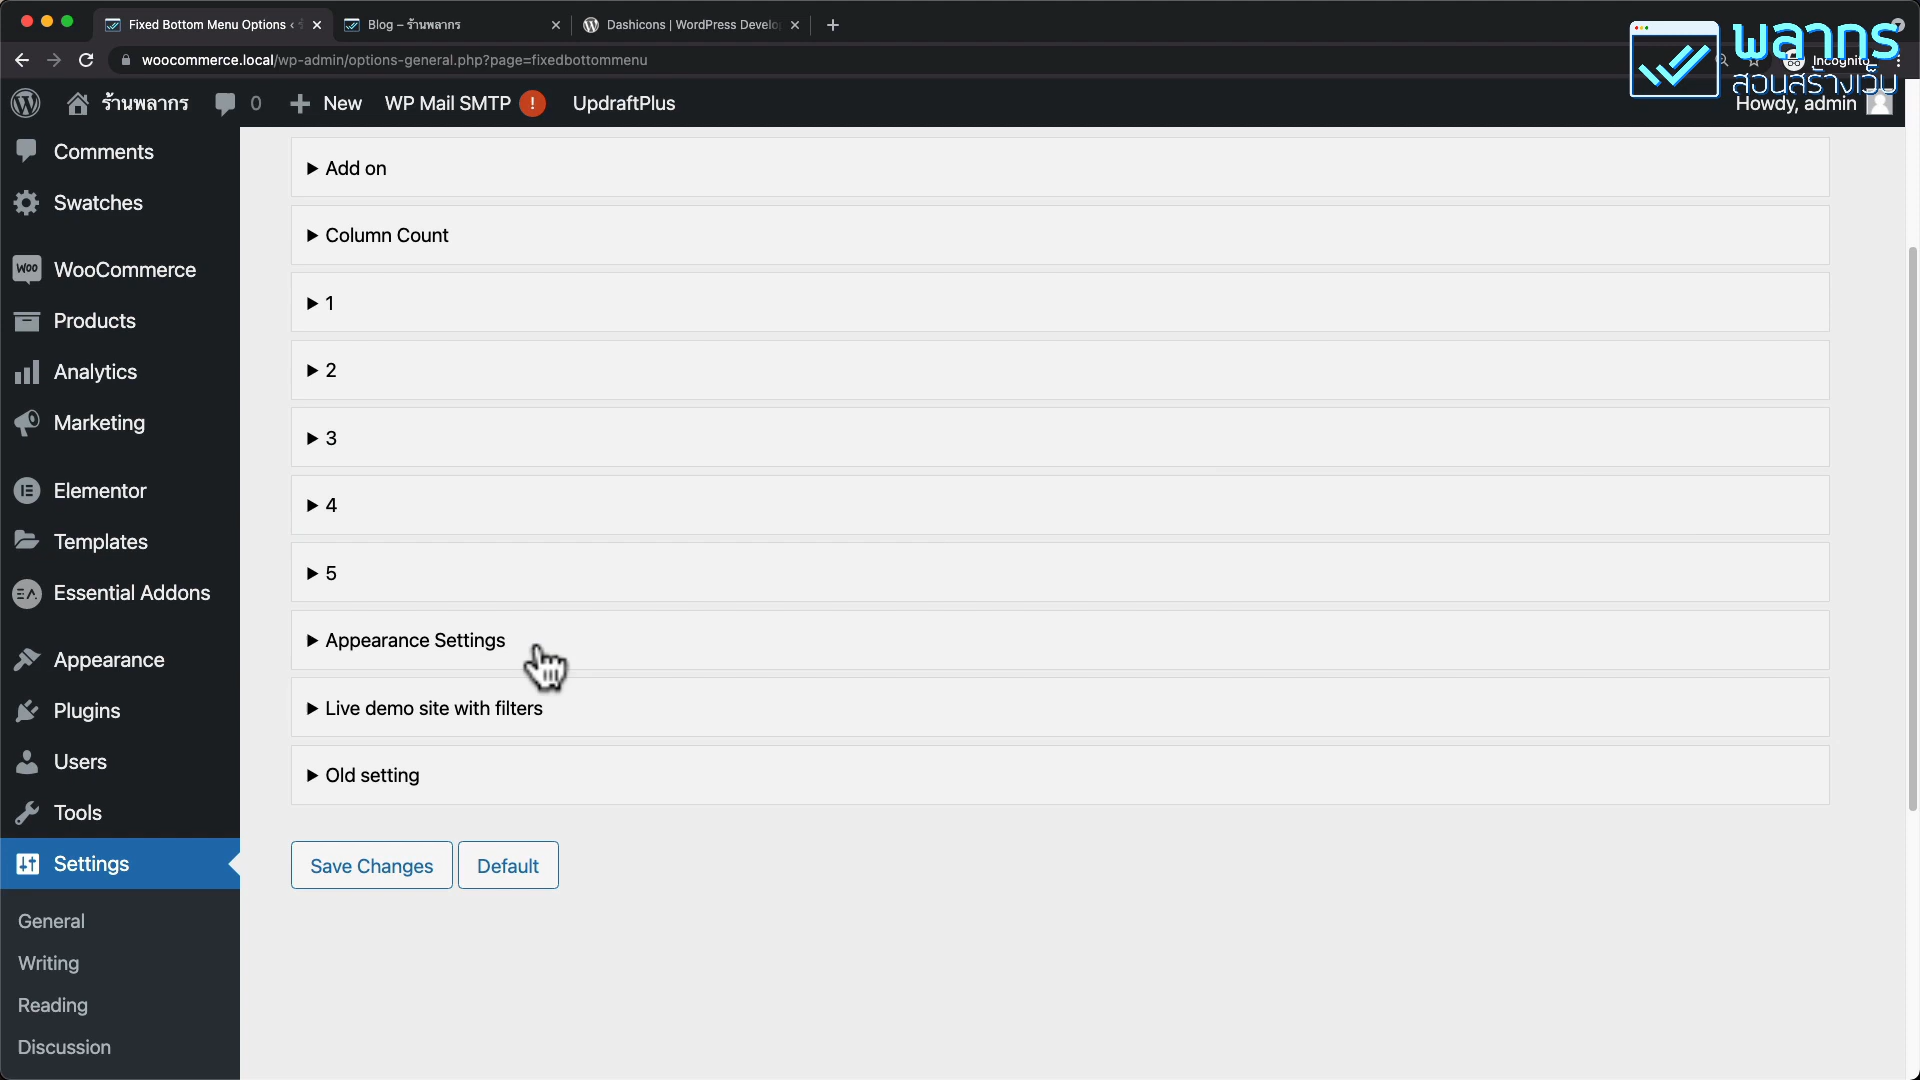 Fixed Bottom Menu Options ‹
Blog – ร้านพลากร
Dashicons | WordPress Develo
woocommerce.local/wp-admin/options-general.php?page=fixedbottommenu
Incognito
พลากร
สอนสร้างเว็บ
ร้านพลากร
0
New
WP Mail SMTP
!
UpdraftPlus
Howdy, admin
Comments
Swatches
WooCommerce
Products
Analytics
Marketing
Elementor
Templates
Essential Addons
Appearance
Plugins
Users
Tools
Settings
General
Writing
Reading
Discussion
Add on
Column Count
1
2
3
4
5
Appearance Settings
Live demo site with filters
Old setting
Save Changes
Default